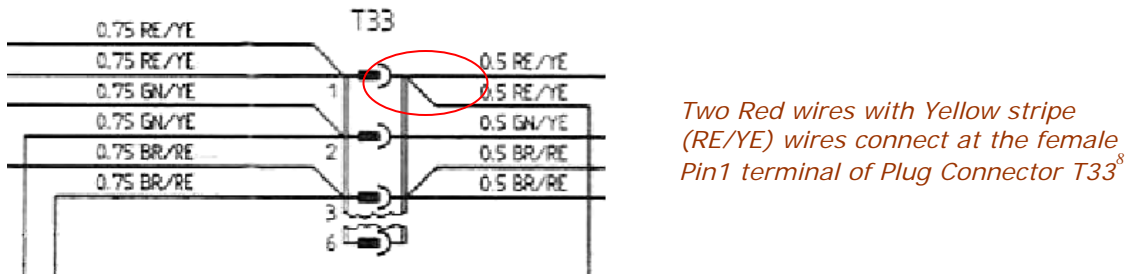 T33
0.75 RE/YE
0.75 RE/YE
0.75 GN/YE
0.75 GN/YE
0.75 BR/RE
0.75 BR/RE
1
2
3
6
0.5 RE/YE
0.5 RE/YE
0.5 GN/YE
0.5 BR/RE
0.5 BR/RE
Two Red wires with Yellow stripe
(RE/YE) wires connect at the female
Pin1 terminal of Plug Connector T33⁸